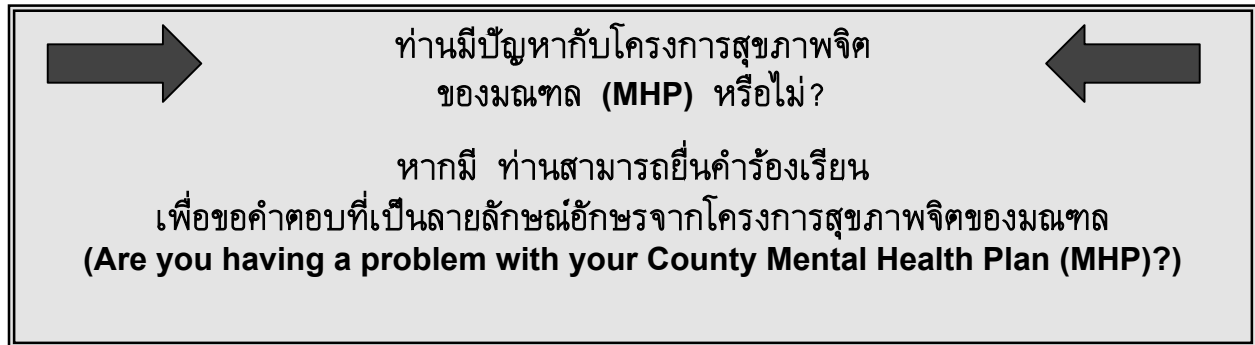 ท่านมีปัญหากับโครงการสุขภาพจิต
ของมณฑล (MHP) หรือไม่?
หากมี ท่านสามารถยื่นคำร้องเรียน
เพื่อขอคำตอบที่เป็นลายลักษณ์อักษรจากโครงการสุขภาพจิตของมณฑล
(Are you having a problem with your County Mental Health Plan (MHP)?)